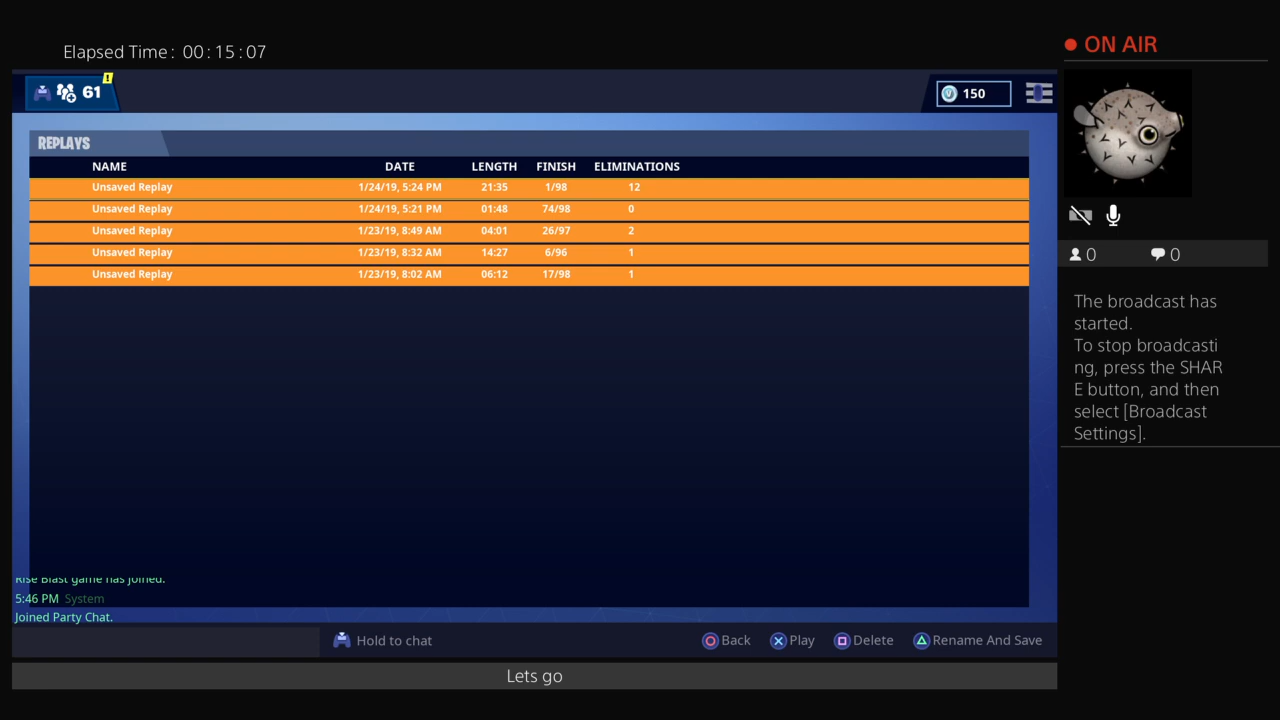 Elapsed Time: 00:15:07
ON AIR
! 61
150
REPLAYS
NAME DATE LENGTH FINISH ELIMINATIONS
Unsaved Replay 1/24/19, 5:24 PM 21:35 1/98 12
Unsaved Replay 1/24/19, 5:21 PM 01:48 74/98 0
Unsaved Replay 1/23/19, 8:49 AM 04:01 26/97 2
Unsaved Replay 1/23/19, 8:32 AM 14:27 6/96 1
Unsaved Replay 1/23/19, 8:02 AM 06:12 17/98 1
0 0
The broadcast has
started.
To stop broadcasti
ng, press the SHAR
E button, and then
select [Broadcast
Settings].
Rise Blast game has joined.
5:46 PM System
Joined Party Chat.
Hold to chat Back Play Delete Rename And Save
Lets go